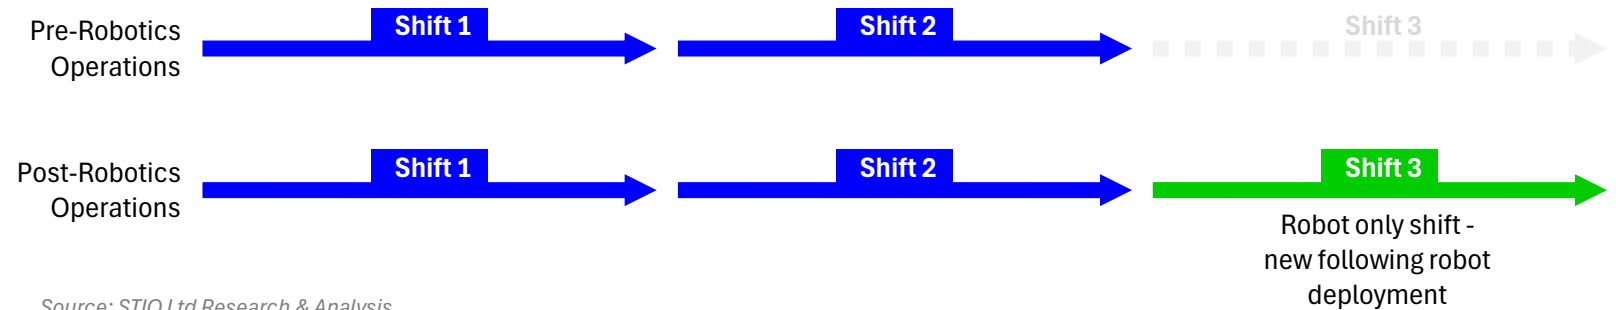 Pre-Robotics
Operations
Shift 1
Shift 2
Shift 3
Post-Robotics
Operations
Shift 1
Shift 2
Shift 3
Robot only shift -
new following robot
deployment
Source: STIQ Ltd Research & Analysis